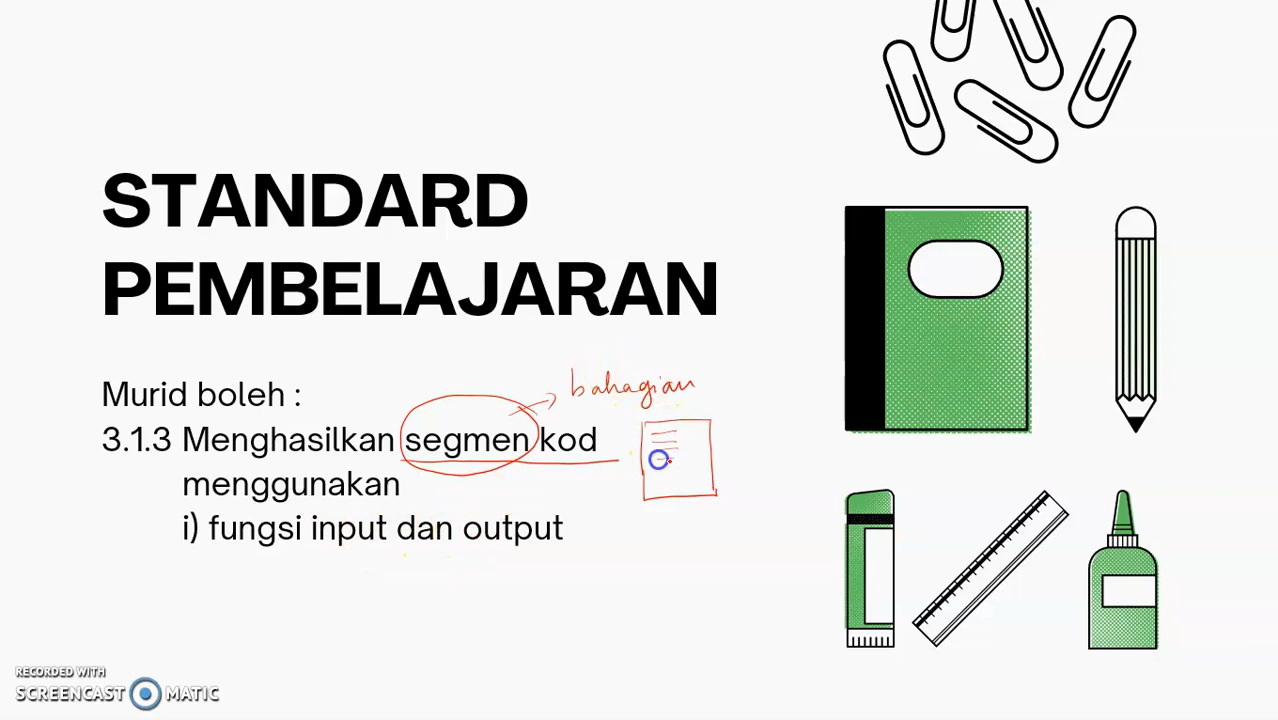 STANDARD
PEMBELAJARAN
Murid boleh :
bahagian
3.1.3 Menghasilkan segmen kod
menggunakan
i) fungsi input dan output
RECORDED WITH
SCREENCAST MATIC